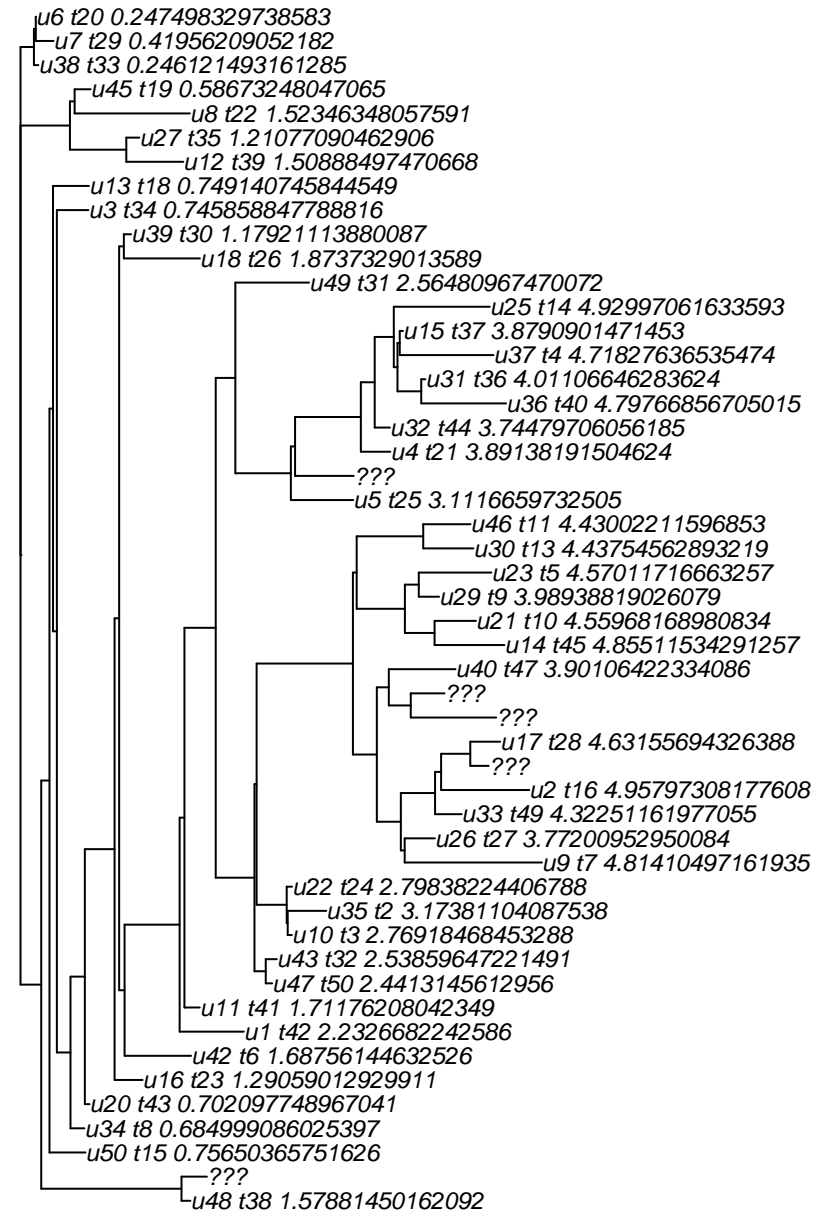 u6 t20 0.247498329738583
u7 t29 0.41956209052182
u38 t33 0.246121493161285
u45 t19 0.58673248047065
u8 t22 1.52346348057591
u27 t35 1.21077090462906
u12 t39 1.50888497470668
u13 t18 0.749140745844549
u3 t34 0.745858847788816
u39 t30 1.17921113880087
u18 t26 1.8737329013589
u49 t31 2.56480967470072
u25 t14 4.92997061633593
u15 t37 3.8790901471453
u37 t4 4.71827636535474
u31 t36 4.01106646283624
u36 t40 4.79766856705015
u32 t44 3.74479706056185
u4 t21 3.89138191504624
???
u5 t25 3.1116659732505
u46 t11 4.43002211596853
u30 t13 4.43754562893219
u23 t5 4.57011716663257
u29 t9 3.98938819026079
u21 t10 4.55968168980834
u14 t45 4.85511534291257
u40 t47 3.90106422334086
???
???
u17 t28 4.63155694326388
???
u2 t16 4.95797308177608
u33 t49 4.32251161977055
u26 t27 3.77200952950084
u9 t7 4.81410497161935
u22 t24 2.79838224406788
u35 t2 3.17381104087538
u10 t3 2.76918468453288
u43 t32 2.53859647221491
u47 t50 2.4413145612956
u11 t41 1.71176208042349
u1 t42 2.2326682242586
u42 t6 1.68756144632526
u16 t23 1.29059012929911
u20 t43 0.702097748967041
u34 t8 0.684999086025397
u50 t15 0.75650365751626
???
u48 t38 1.57881450162092